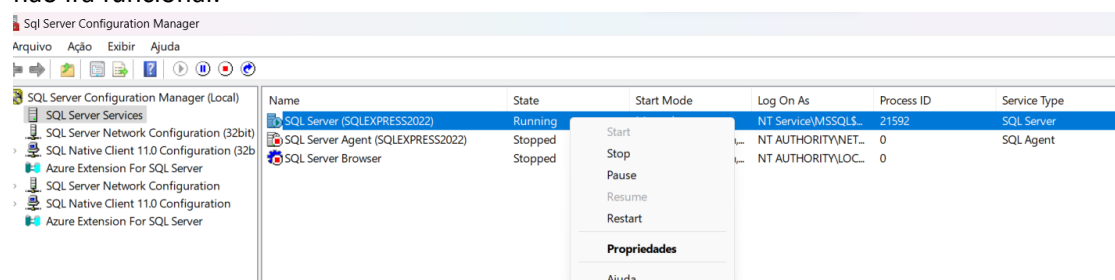 não irá funcional.
Sql Server Configuration Manager
Arquivo Ação Exibir Ajuda
SQL Server Configuration Manager (Local)
SQL Server Services
SQL Server Network Configuration (32bit)
SQL Native Client 11.0 Configuration (32b
Azure Extension For SQL Server
SQL Server Network Configuration
SQL Native Client 11.0 Configuration
Azure Extension For SQL Server
Name State Start Mode Log On As Process ID Service Type
SQL Server (SQLEXPRESS2022) Running NT Service\MSSQL$... 21592 SQL Server
SQL Server Agent (SQLEXPRESS2022) Stopped NT AUTHORITY\NET... 0 SQL Agent
SQL Server Browser Stopped NT AUTHORITY\LOC... 0
Start
Stop
Pause
Resume
Restart
Propriedades
Ajuda